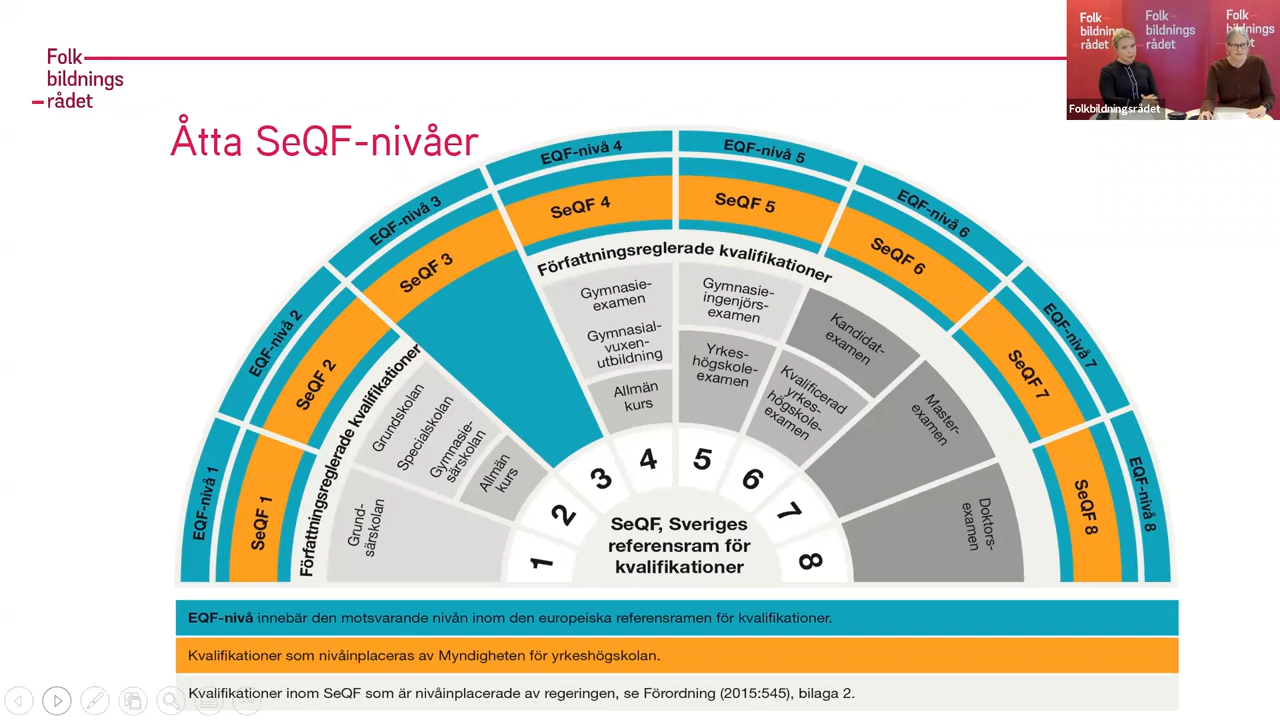 Folk
bildnings
rådet
Folk
bildnings
rådet
Folk
bildnings
rådet
Folk
bildnings
rådet
Folkbildningsrådet
Åtta SeQF-nivåer
EQF-nivå 1
EQF-nivå 2
EQF-nivå 3
EQF-nivå 4
EQF-nivå 5
EQF-nivå 6
EQF-nivå 7
EQF-nivå 8
SeQF 1
SeQF 2
SeQF 3
SeQF 4
SeQF 5
SeQF 6
SeQF 7
SeQF 8
Författningsreglerade kvalifikationer
Författningsreglerade kvalifikationer
Grund-
särskolan
Grundskolan
Specialskolan
Gymnasie-
särskolan
Allmän
kurs
Gymnasie-
examen
Gymnasial-
vuxen-
utbildning
Allmän
kurs
Gymnasie-
ingenjörs-
examen
Yrkes-
högskole-
examen
Kandidat-
examen
Kvalificerad
yrkes-
högskole-
examen
Master-
examen
Doktors-
examen
1
2
3
4
5
6
7
8
SeQF, Sveriges
referensram för
kvalifikationer
EQF-nivå innebär den motsvarande nivån inom den europeiska referensramen för kvalifikationer.
Kvalifikationer som nivåinplaceras av Myndigheten för yrkeshögskolan.
Kvalifikationer inom SeQF som är nivåinplacerade av regeringen, se Förordning (2015:545), bilaga 2.